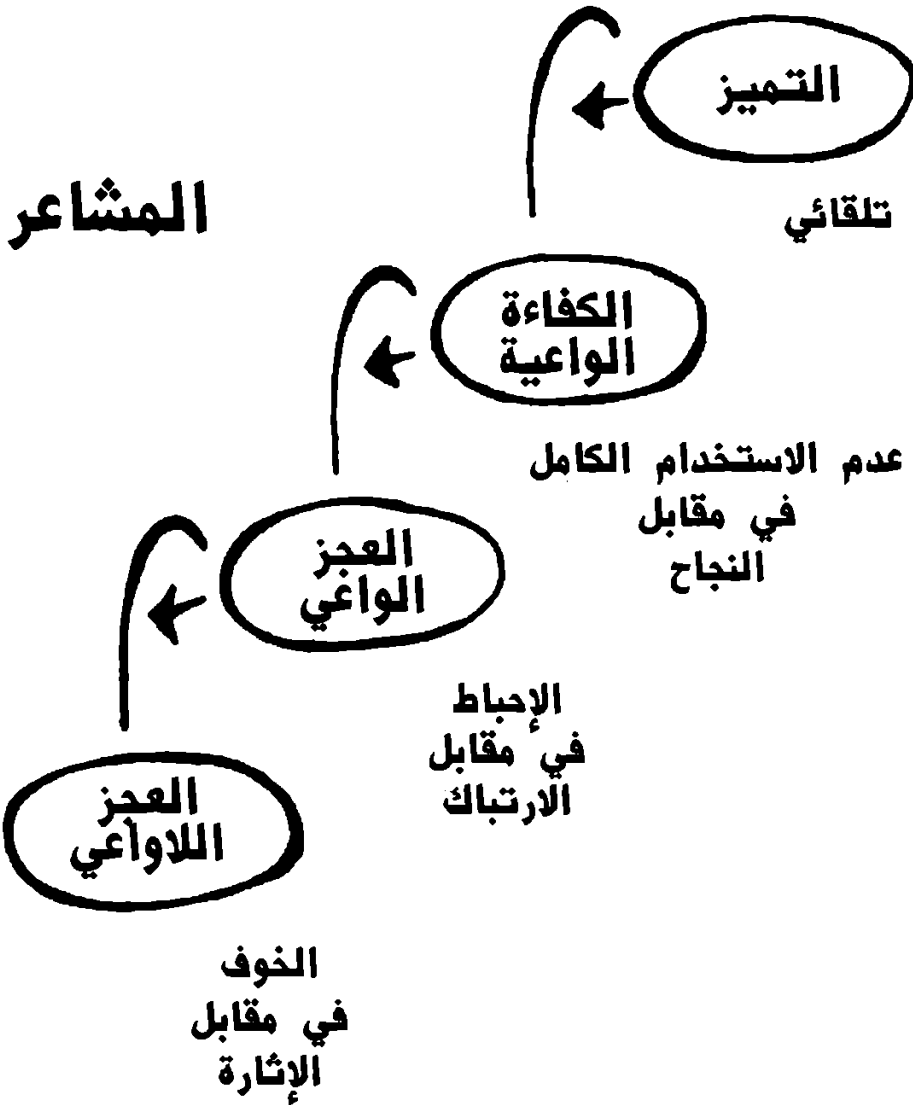 التميز
تلقائي
المشاعر
الكفاءة
الواعية
عدم الاستخدام الكامل
في مقابل
النجاح
العجز
الواعي
الإحباط
في مقابل
الارتباك
العجز
اللاواعي
الخوف
في مقابل
الإثارة